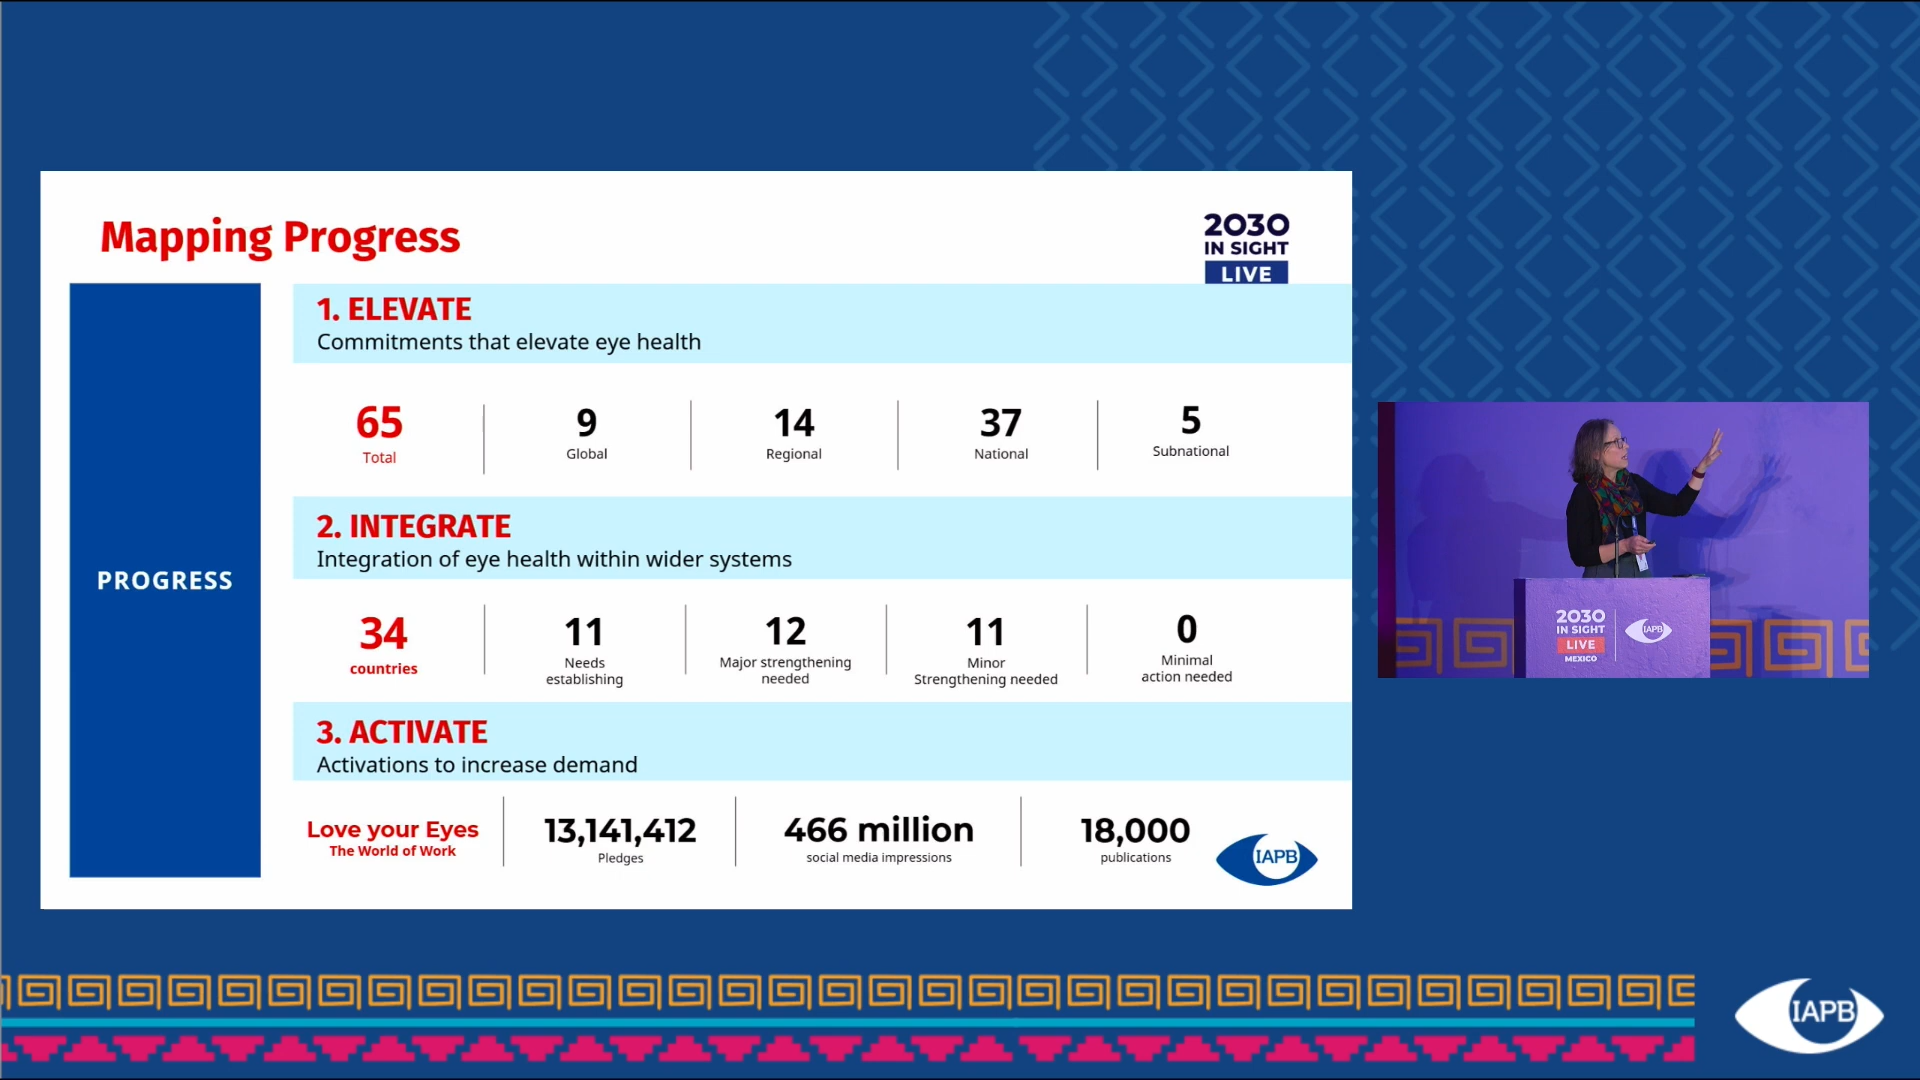 Mapping Progress
2030
IN SIGHT
LIVE
PROGRESS
1. ELEVATE
Commitments that elevate eye health
65
Total
9
Global
14
Regional
37
National
5
Subnational
2. INTEGRATE
Integration of eye health within wider systems
34
countries
11
Needs
establishing
12
Major strengthening
needed
11
Minor
Strengthening needed
0
Minimal
action needed
3. ACTIVATE
Activations to increase demand
Love your Eyes
The World of Work
13,141,412
Pledges
466 million
social media impressions
18,000
publications
IAPB
2030
IN SIGHT
LIVE
MEXICO
IAPB
IAPB